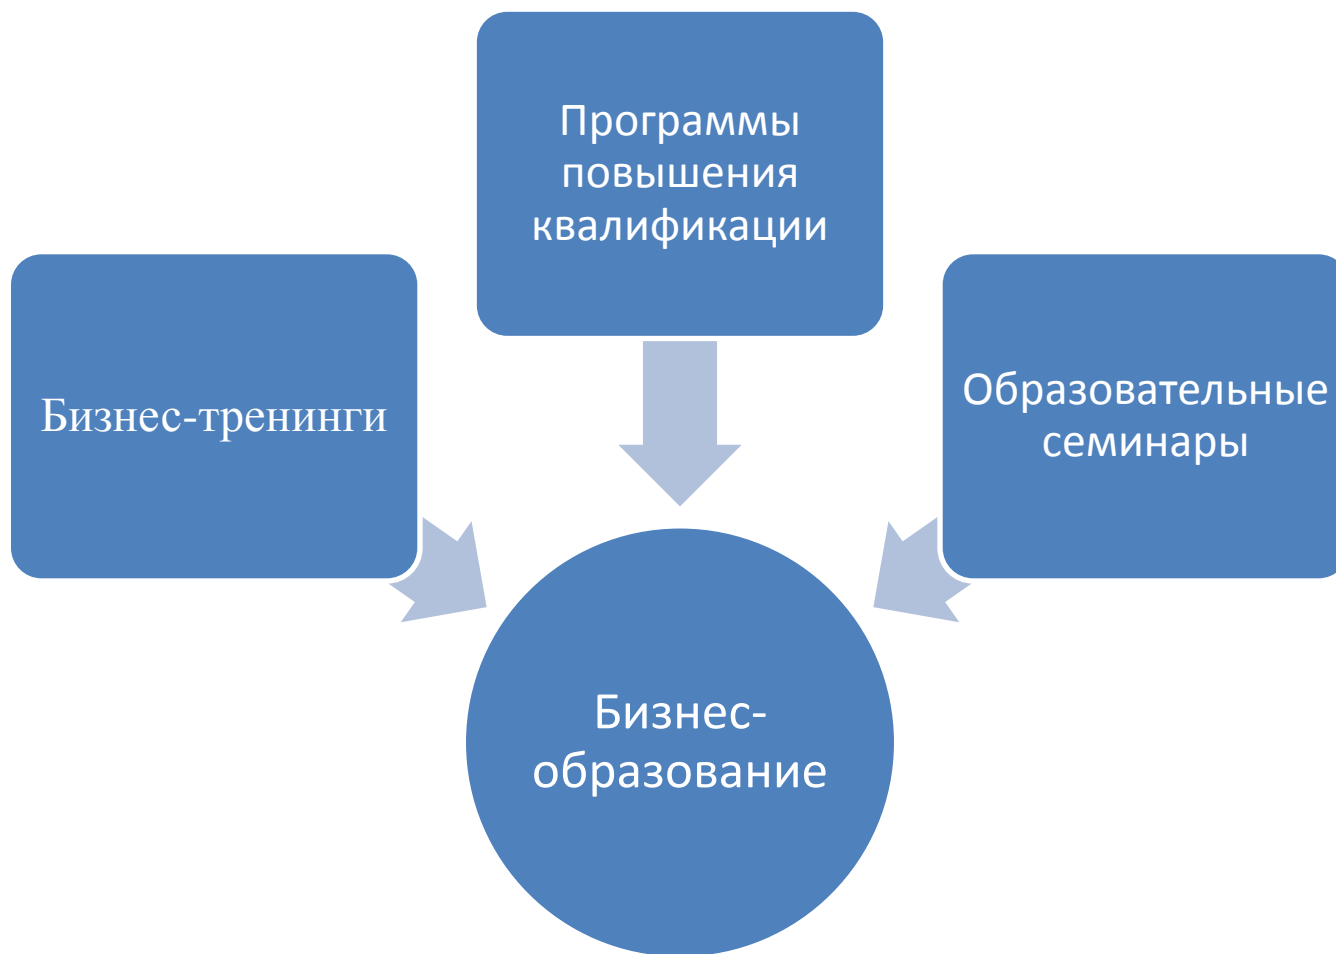 Программы
повышения
квалификации
Бизнес-тренинги
Образовательные
семинары
Бизнес-
образование